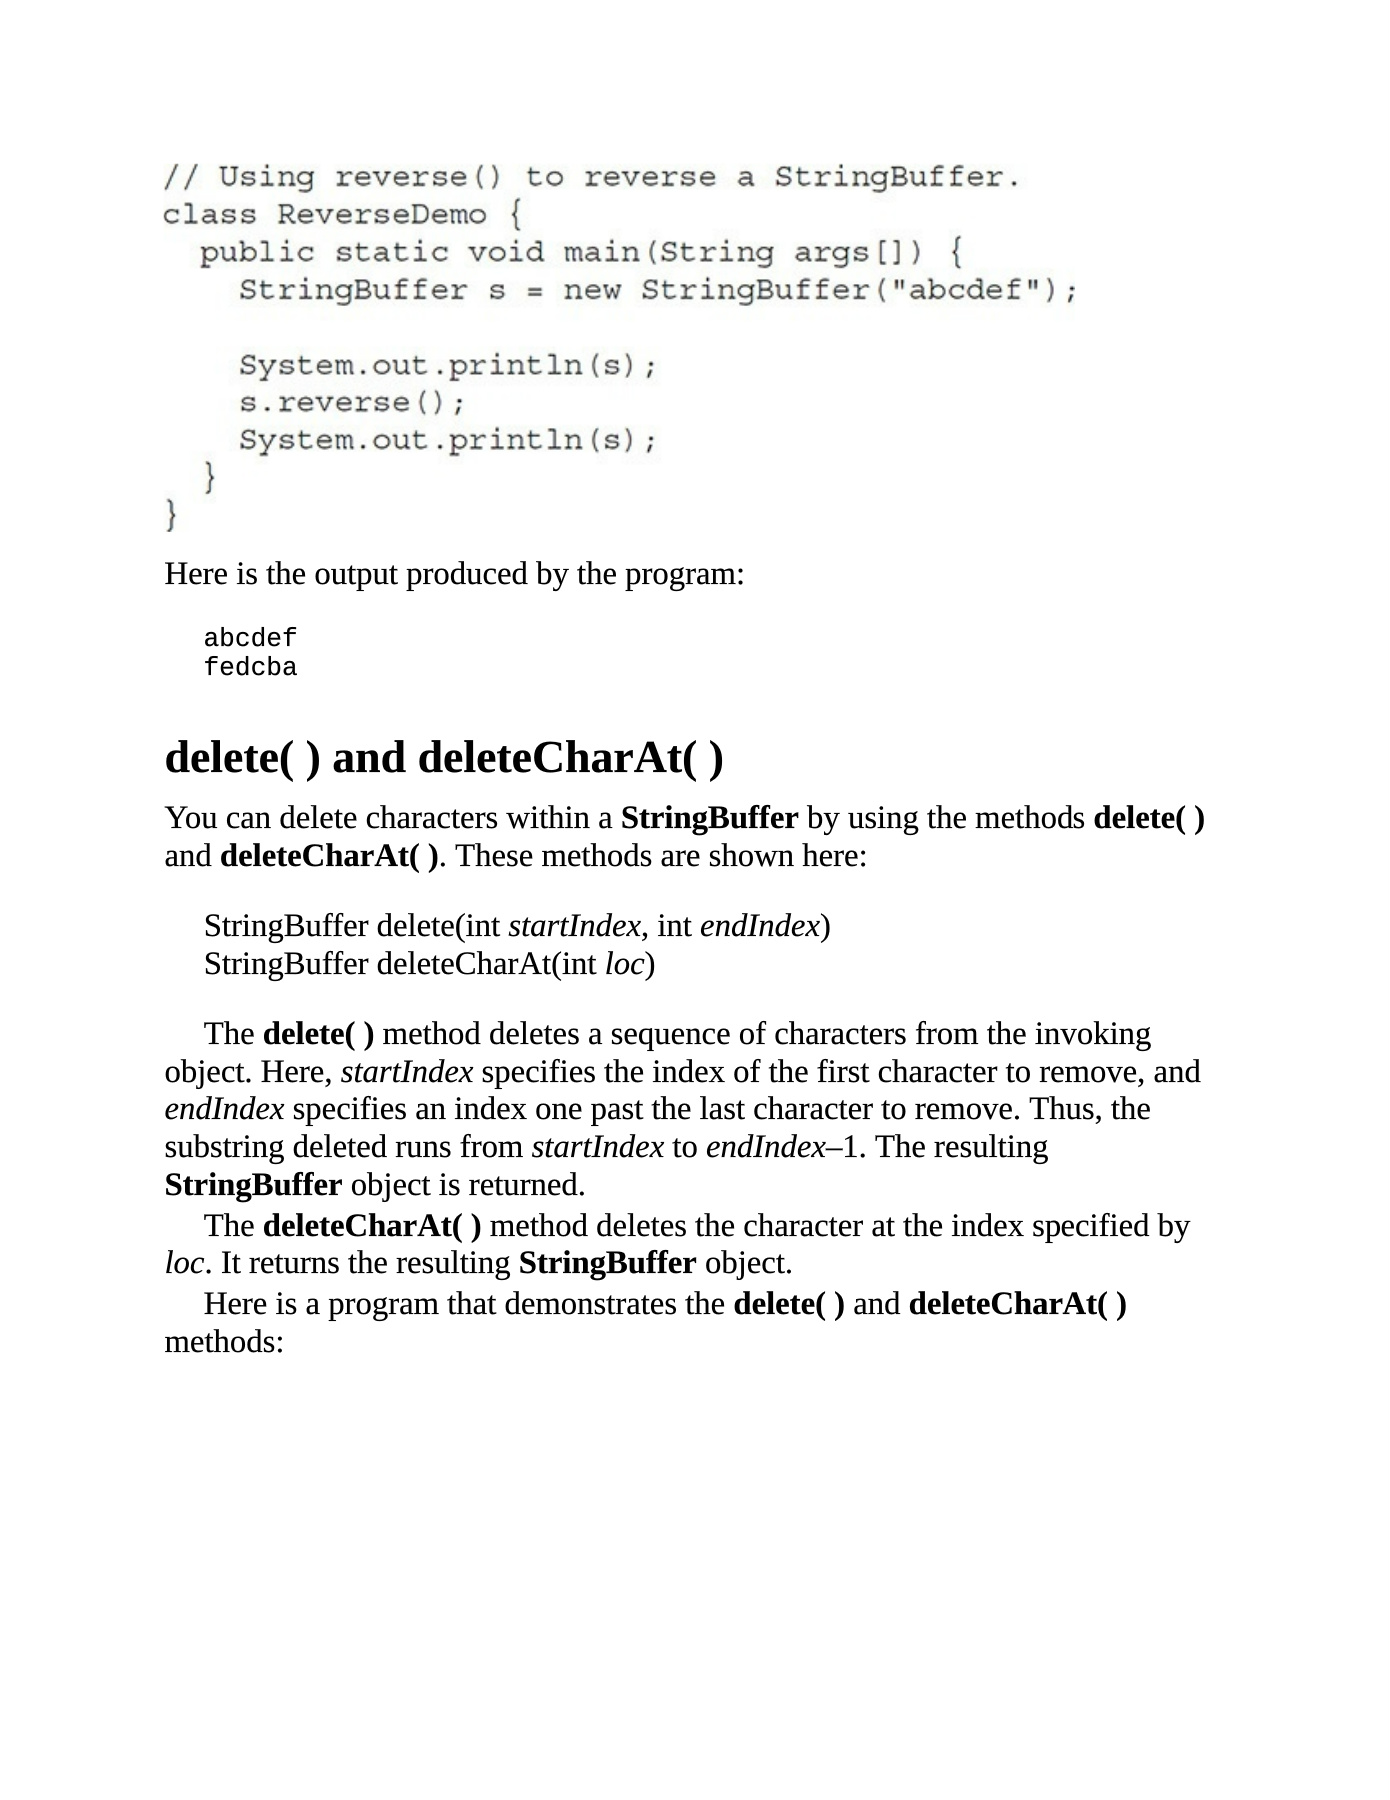 // Using reverse() to reverse a StringBuffer.
class ReverseDemo {
  public static void main(String args[]) {
    StringBuffer s = new StringBuffer("abcdef");

    System.out.println(s);
    s.reverse();
    System.out.println(s);
  }
}
Here is the output produced by the program:
abcdef
fedcba
delete( ) and deleteCharAt( )
You can delete characters within a StringBuffer by using the methods delete( )
and deleteCharAt( ). These methods are shown here:
StringBuffer delete(int startIndex, int endIndex)
StringBuffer deleteCharAt(int loc)
The delete( ) method deletes a sequence of characters from the invoking
object. Here, startIndex specifies the index of the first character to remove, and
endIndex specifies an index one past the last character to remove. Thus, the
substring deleted runs from startIndex to endIndex–1. The resulting
StringBuffer object is returned.
The deleteCharAt( ) method deletes the character at the index specified by
loc. It returns the resulting StringBuffer object.
Here is a program that demonstrates the delete( ) and deleteCharAt( )
methods: